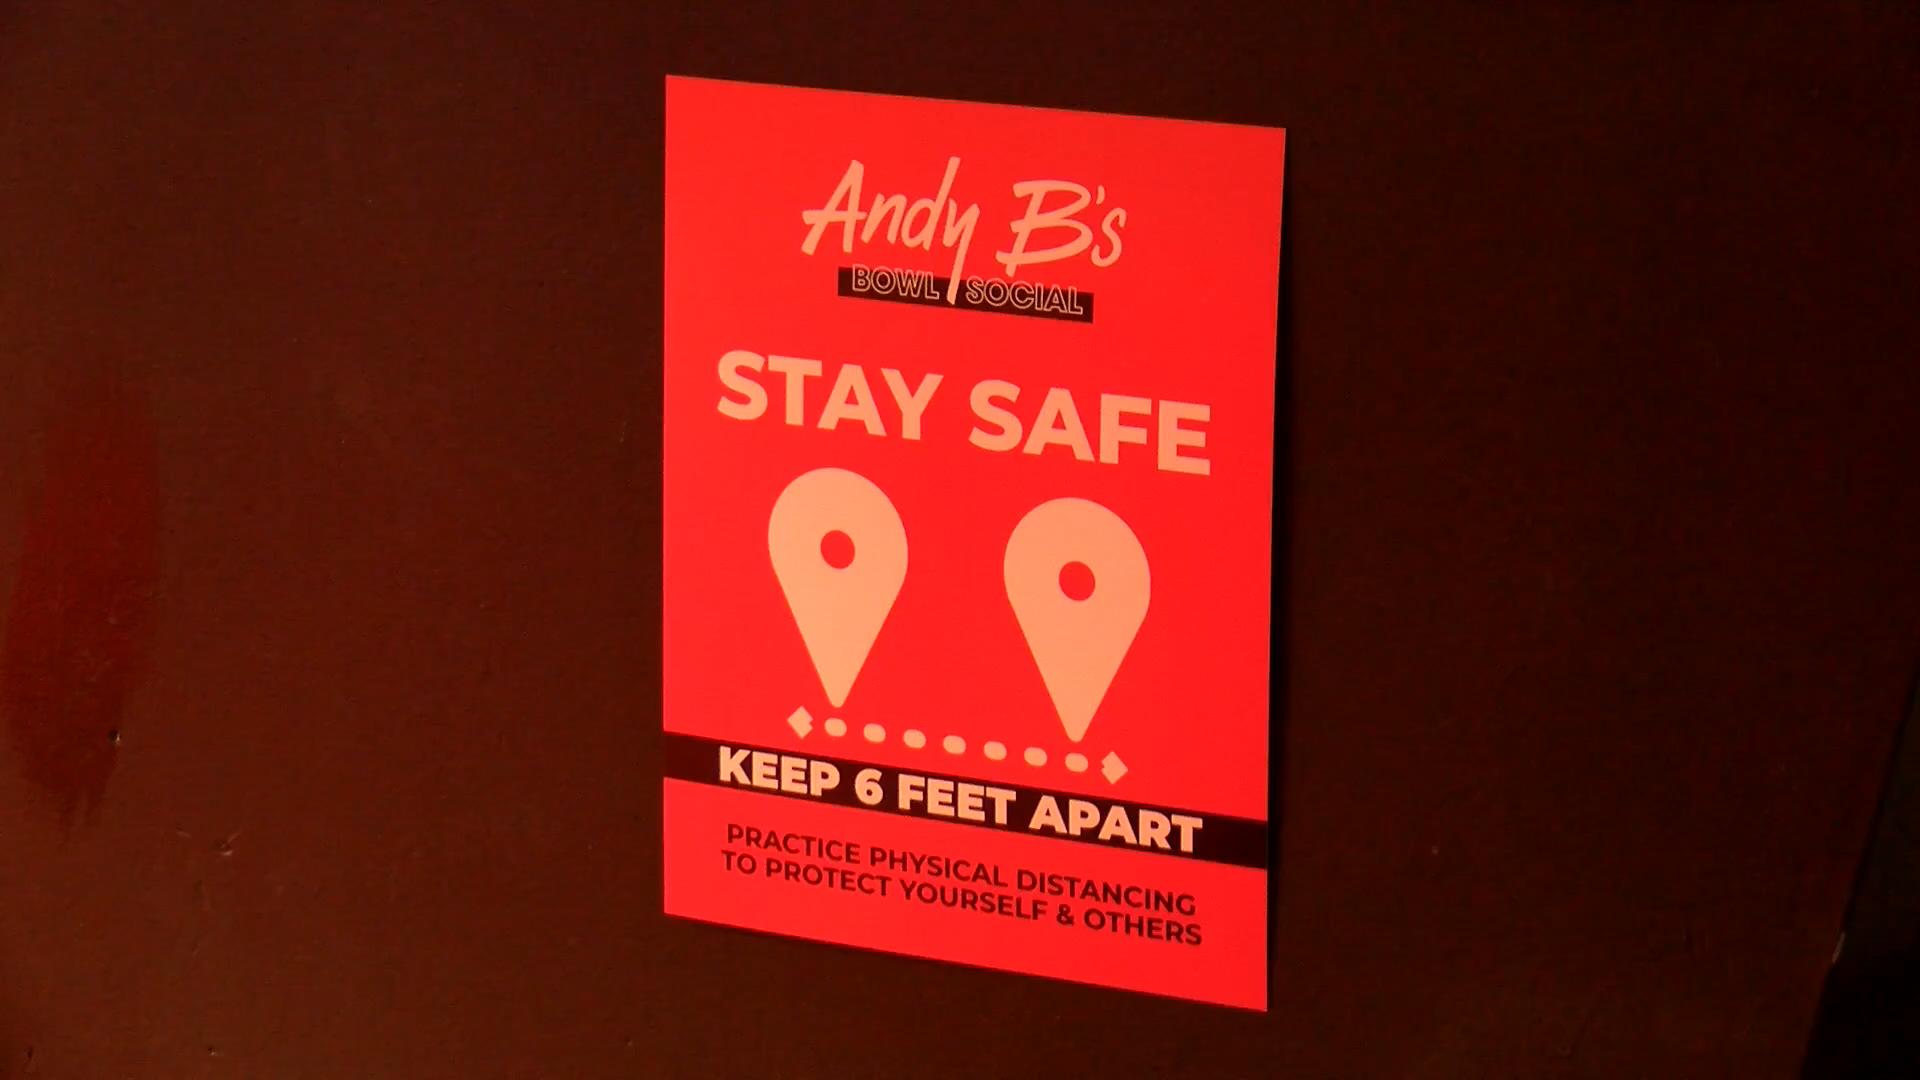 Andy B's
BOWL SOCIAL
STAY SAFE
KEEP 6 FEET APART
PRACTICE PHYSICAL DISTANCING
TO PROTECT YOURSELF & OTHERS